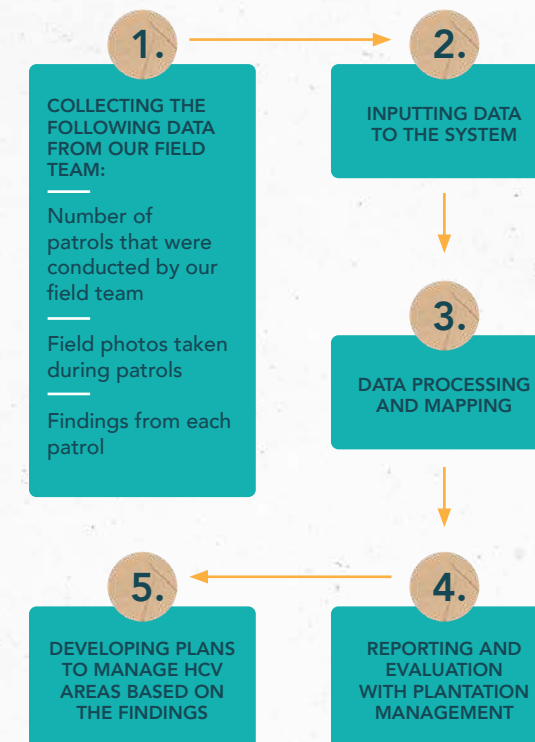 1.
COLLECTING THE
FOLLOWING DATA
FROM OUR FIELD
TEAM:
Number of
patrols that were
conducted by our
field team
Field photos taken
during patrols
Findings from each
patrol
2.
INPUTTING DATA
TO THE SYSTEM
3.
DATA PROCESSING
AND MAPPING
4.
REPORTING AND
EVALUATION
WITH PLANTATION
MANAGEMENT
5.
DEVELOPING PLANS
TO MANAGE HCV
AREAS BASED ON
THE FINDINGS